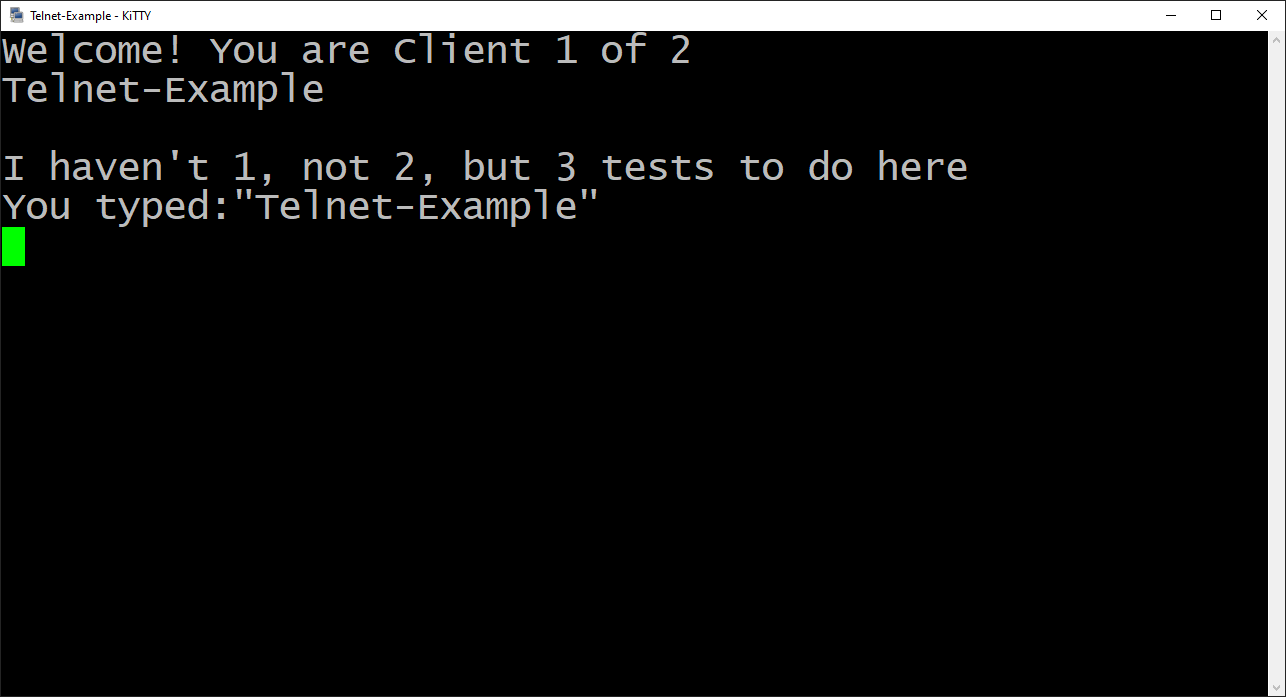 Telnet-Example - KiTTY
Welcome! You are Client 1 of 2
Telnet-Example
I haven't 1, not 2, but 3 tests to do here
You typed:"Telnet-Example"